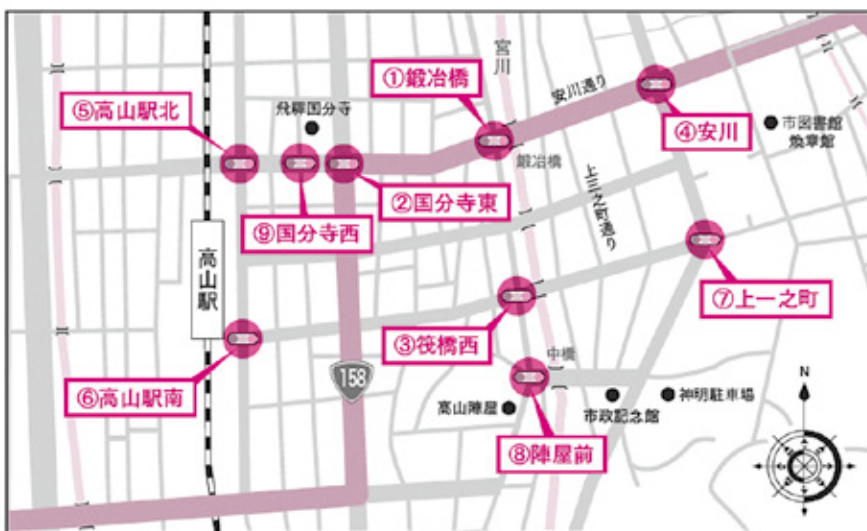 宮川
①鍛冶橋
安川通り
⑤高山駅北
飛騨国分寺
④安川
市図書館
煥章館
鍛冶橋
②国分寺東
上三之町通り
⑨国分寺西
高山駅
⑦上一之町
③筏橋西
中橋
158
⑥高山駅南
高山陣屋
市政記念館
神明駐車場
N
⑧陣屋前